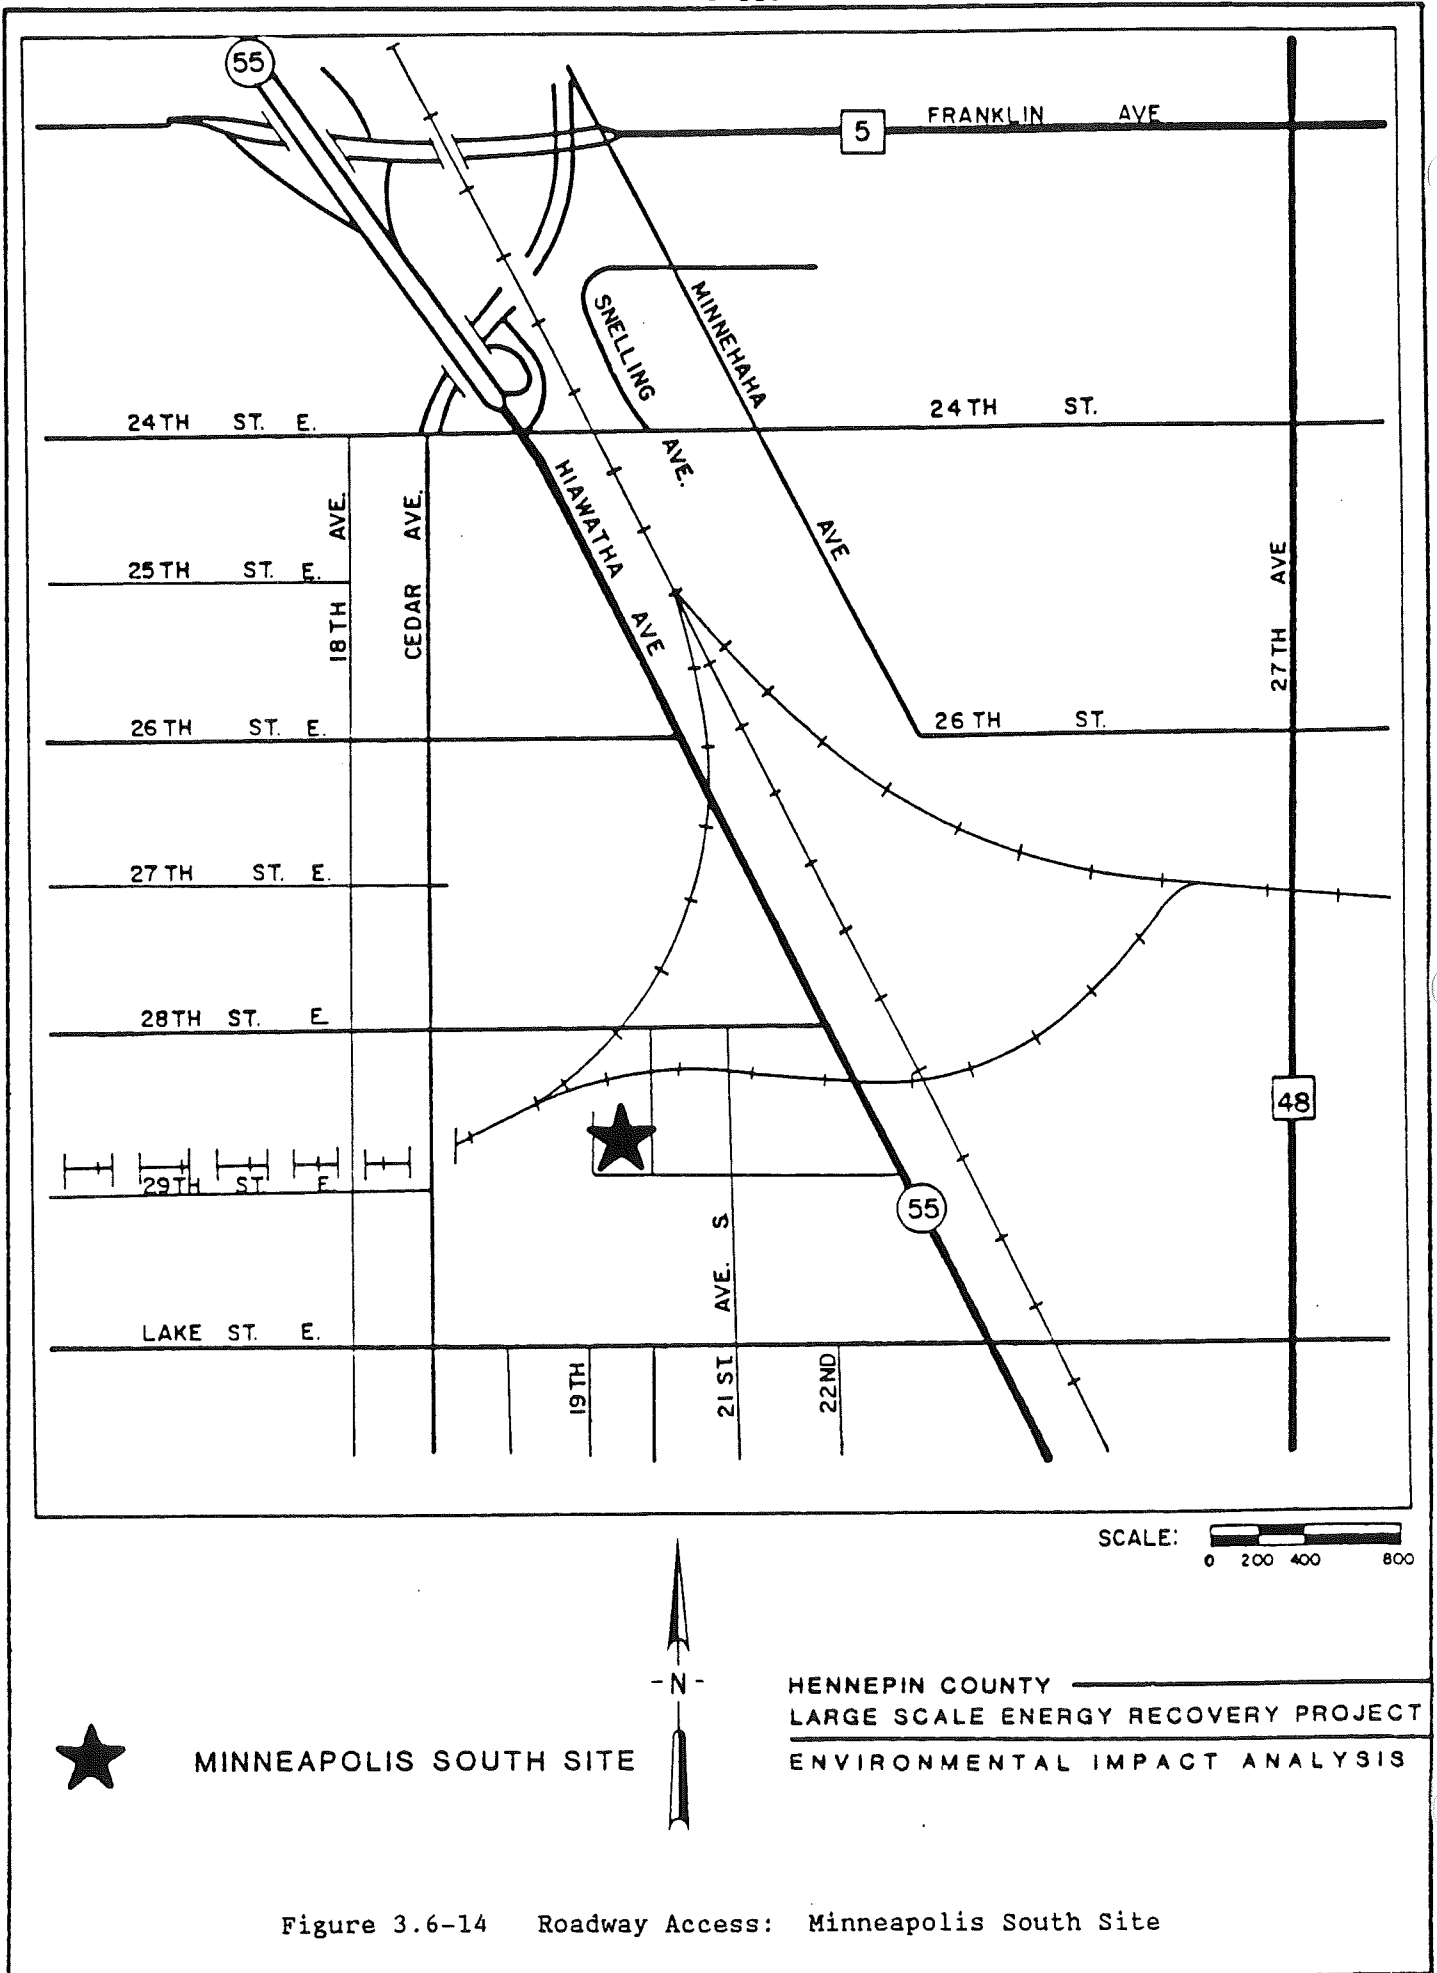 55
5
FRANKLIN AVE
SNELLING AVE.
MINNEHAHA AVE
24TH ST. E.
24TH ST.
HIAWATHA AVE
18TH AVE.
CEDAR AVE.
25TH ST. E.
27TH AVE
26TH ST. E.
26TH ST.
27TH ST. E.
28TH ST. E
48
29TH ST. E.
55
21ST. AVE. S.
LAKE ST. E.
19TH
22ND
SCALE:
0 200 400 800
-N-
HENNEPIN COUNTY
LARGE SCALE ENERGY RECOVERY PROJECT
MINNEAPOLIS SOUTH SITE
ENVIRONMENTAL IMPACT ANALYSIS
Figure 3.6-14 Roadway Access: Minneapolis South Site